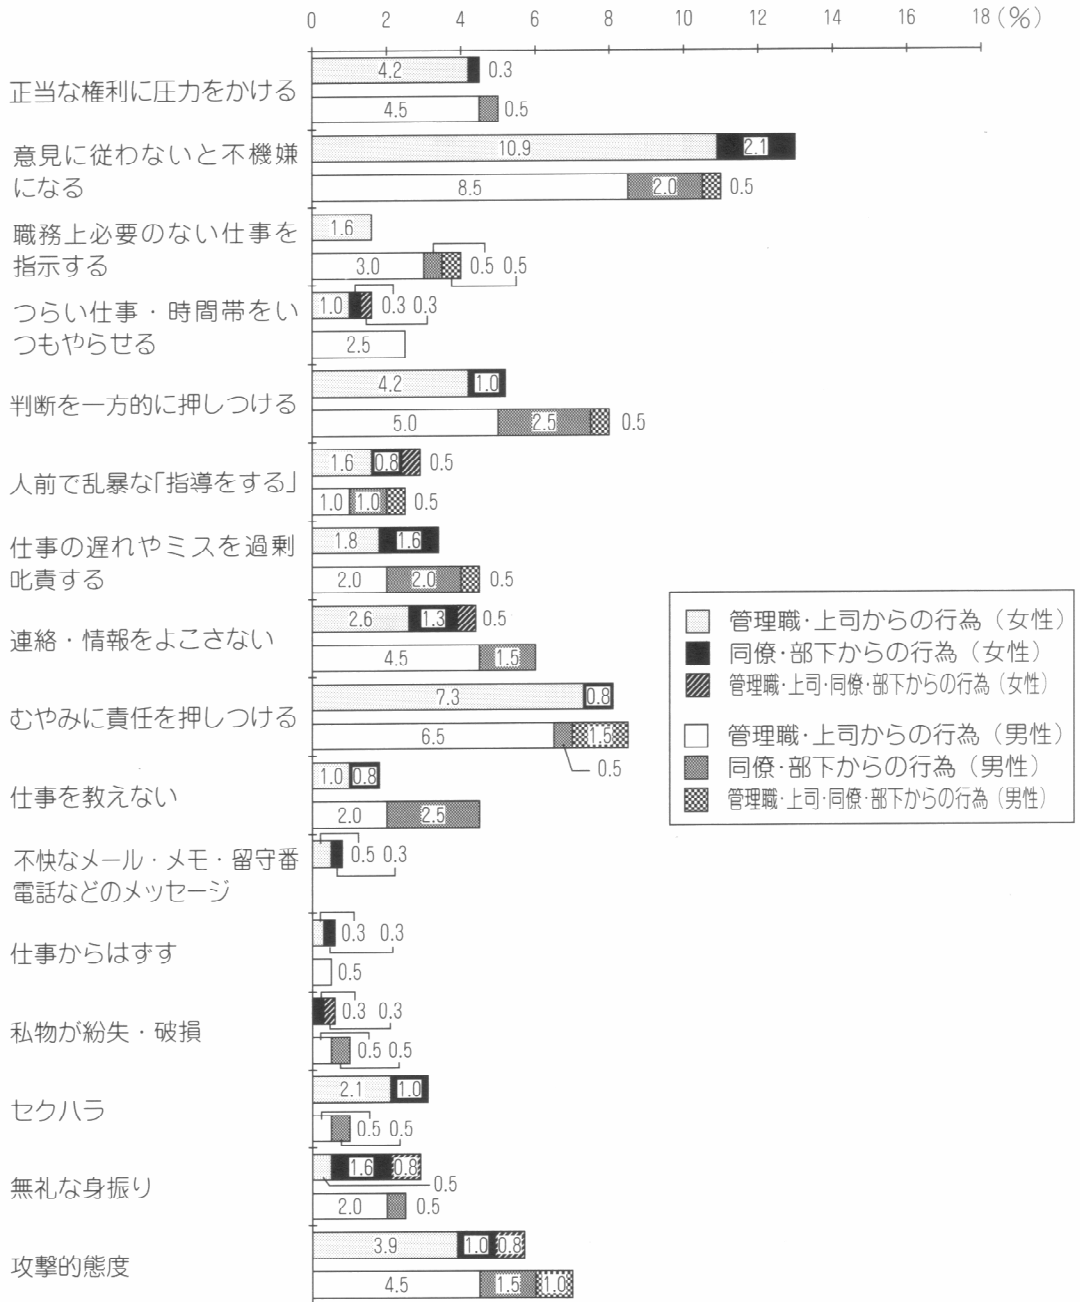 0 2 4 6 8 10 12 14 16 18 (%)
正当な権利に圧力をかける
4.2 0.3
4.5 0.5
意見に従わないと不機嫌
になる
10.9 2.1
8.5 2.0 0.5
職務上必要のない仕事を
指示する
1.6
3.0 0.5 0.5
つらい仕事・時間帯をい
つもやらせる
1.0 0.3 0.3
2.5
判断を一方的に押しつける
4.2 1.0
5.0 2.5 0.5
人前で乱暴な「指導をする」
1.6 0.8 0.5
1.0 1.0 0.5
仕事の遅れやミスを過剰
叱責する
1.8 1.6
2.0 2.0 0.5
連絡・情報をよこさない
2.6 1.3 0.5
4.5 1.5
むやみに責任を押しつける
7.3 0.8
6.5 1.5
0.5
仕事を教えない
1.0 0.8
2.0 2.5
不快なメール・メモ・留守番
電話などのメッセージ
0.5 0.3
仕事からはずす
0.3 0.3
0.5
私物が紛失・破損
0.3 0.3
0.5 0.5
セクハラ
2.1 1.0
0.5 0.5
無礼な身振り
1.6 0.8
0.5
2.0 0.5
攻撃的態度
3.9 1.0 0.8
4.5 1.5 1.0
管理職・上司からの行為（女性）
同僚・部下からの行為（女性）
管理職・上司・同僚・部下からの行為（女性）
管理職・上司からの行為（男性）
同僚・部下からの行為（男性）
管理職・上司・同僚・部下からの行為（男性）